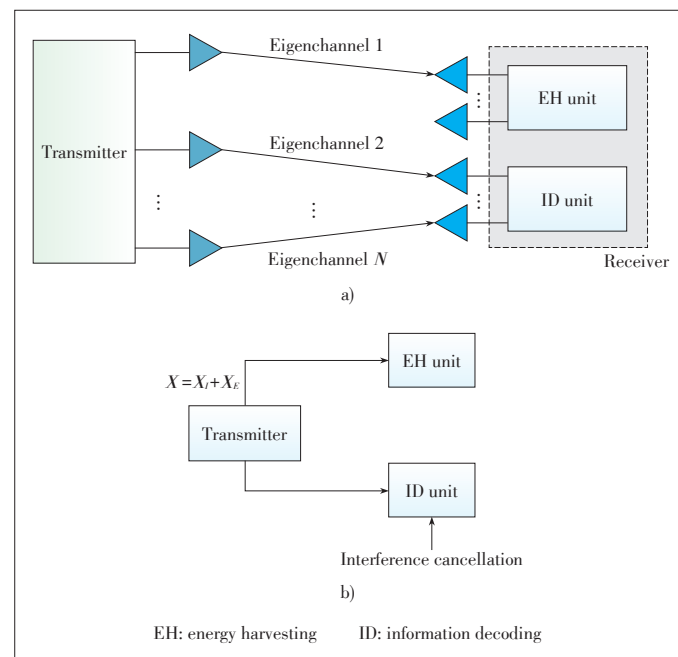 Eigenchannel 1
EH unit
Transmitter
Eigenchannel 2
ID unit
Eigenchannel N
Receiver
a)
EH unit
X=X_I+X_E
Transmitter
ID unit
Interference cancellation
b)
EH: energy harvesting ID: information decoding